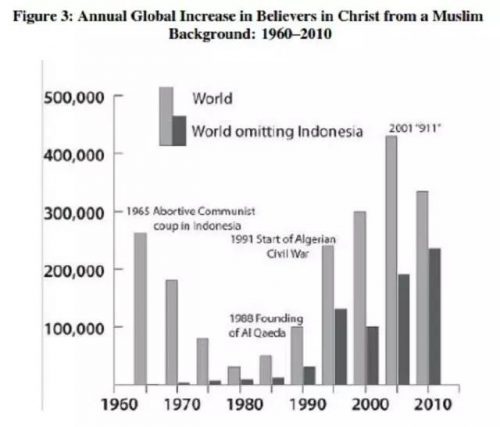 Figure 3: Annual Global Increase in Believers in Christ from a Muslim
Background: 1960–2010
500,000
400,000
300,000
200,000
100,000
World
World omitting Indonesia
2001 "911"
1965 Abortive Communist
coup in Indonesia
1991 Start of Algerian
Civil War
1988 Founding
of Al Qaeda
1960 1970 1980 1990 2000 2010